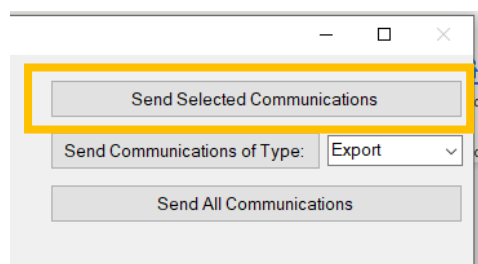 Send Selected Communications
Send Communications of Type: Export
Send All Communications